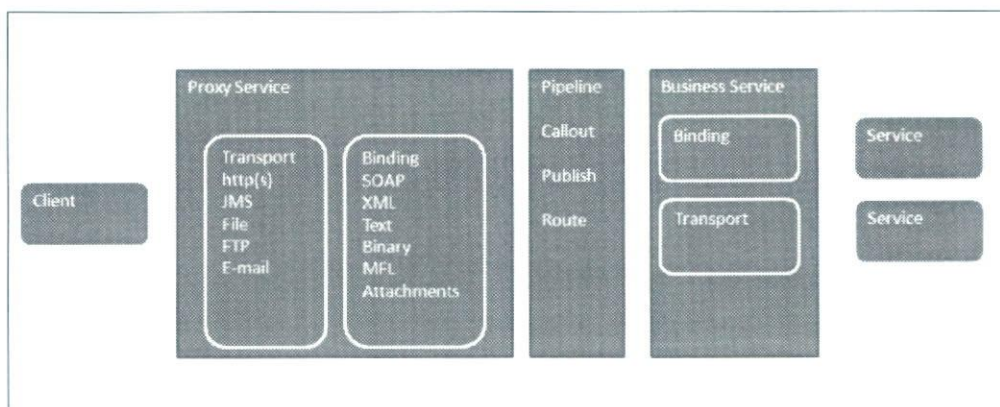 Client
Proxy Service
Transport
http(s)
JMS
File
FTP
E-mail
Binding
SOAP
XML
Text
Binary
MFL
Attachments
Pipeline
Callout
Publish
Route
Business Service
Binding
Transport
Service
Service